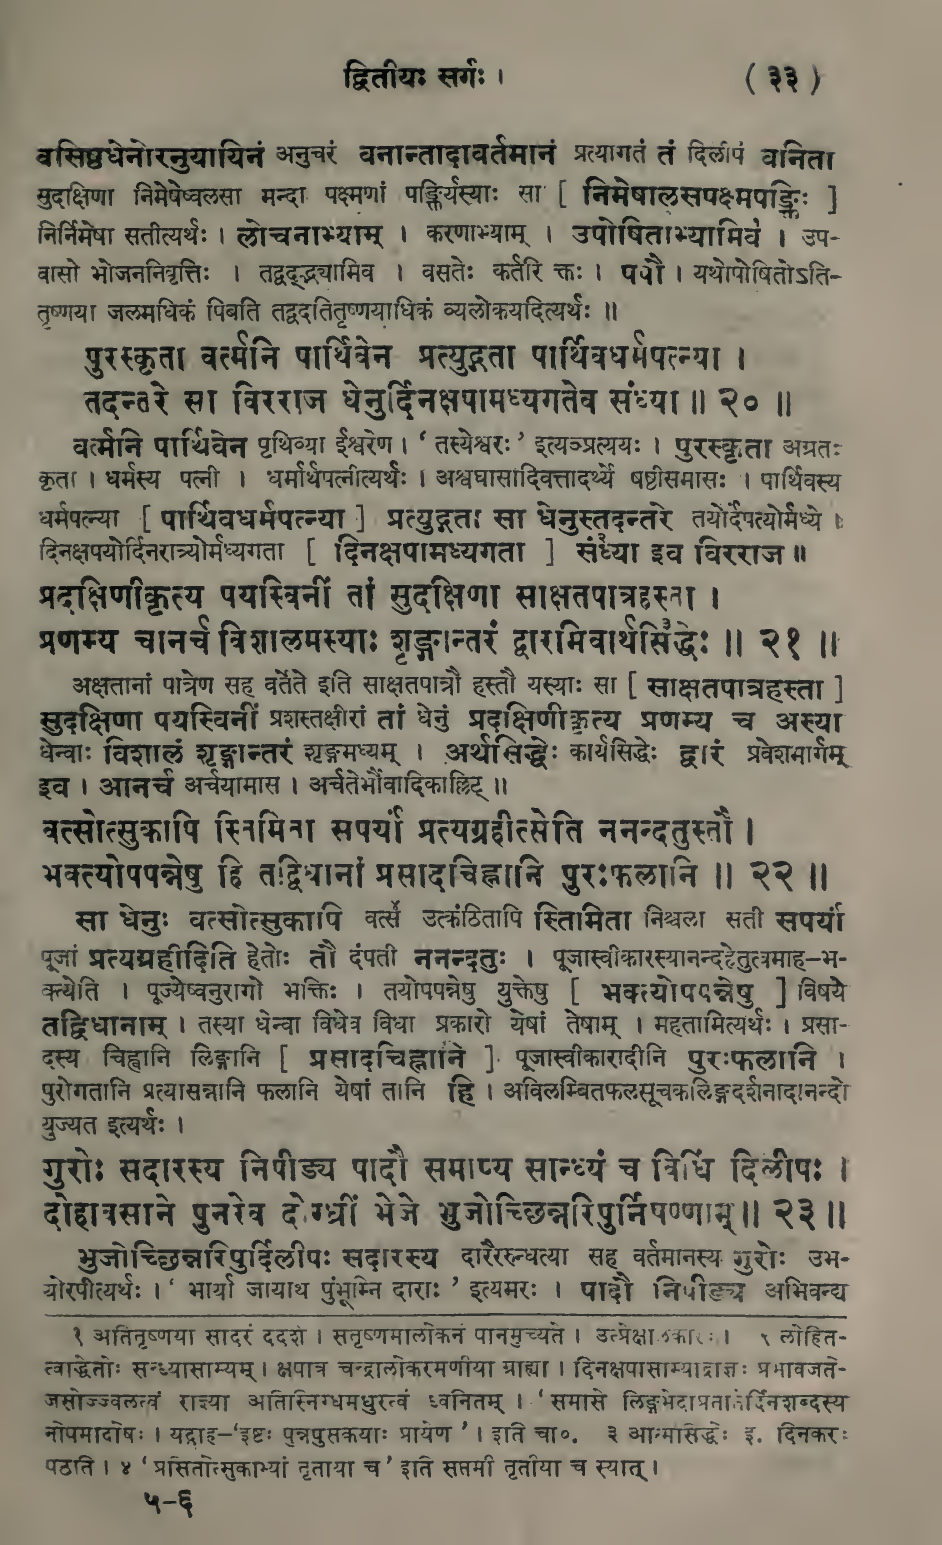 द्वितीयः सर्गः । ( ३३ )
वसिष्ठधेनोरनुयायिनं अनुचरं वनान्तादावर्तमानं प्रत्यागतं तं दिलीपं वनिता
सुदक्षिणा निमेषेष्वलसा मन्दा पक्ष्मणां पङ्क्तिर्यस्याः सा [ निमेषालसपक्ष्मपङ्क्तिः ]
निर्निमेषा सतीत्यर्थः । लोचनाभ्याम् । करणाभ्याम् । उपोषिताभ्यामिव । उप-
वासो भोजननिवृत्तिः । तद्वद्द्भ्यामिव । वसतेः कर्तरि क्तः । पपौ । यथोपोषितोऽति-
तृष्णया जलमधिकं पिबति तद्वदतितृष्णयाधिकं व्यलोकयदित्यर्थः ॥
पुरस्कृता वर्त्मनि पार्थिवेन प्रत्युद्गता पार्थिवधर्मपत्न्या ।
तदन्तरे सा विरराज धेनुर्दिनक्षपामध्यगतेव संध्या ॥ २० ॥
वर्त्मनि पार्थिवेन पृथिव्या ईश्वरेण । ‘ तस्येश्वरः ’ इत्यञ्प्रत्ययः । पुरस्कृता अग्रतः
कृता । धर्मस्य पत्नी । धर्मार्थपत्नीत्यर्थः । अश्वघासादिवत्तादर्थ्ये षष्ठीसमासः । पार्थिवस्य
धर्मपत्न्या [ पार्थिवधर्मपत्न्या ] प्रत्युद्गता सा धेनुस्तदन्तरे तयोर्दंपत्योर्मध्ये ।
दिनक्षपयोर्दिनरात्र्योर्मध्यगता [ दिनक्षपामध्यगता ] संध्या इव विरराज ॥
प्रदक्षिणीकृत्य पयस्विनीं तां सुदक्षिणा साक्षतपात्रहस्ता ।
प्रणम्य चानर्च विशालमस्याः शृङ्गान्तरं द्वारमिवार्थसिद्धेः ॥ २१ ॥
अक्षतानां पात्रेण सह वर्तेते इति साक्षतपात्रौ हस्तौ यस्याः सा [ साक्षतपात्रहस्ता ]
सुदक्षिणा पयस्विनीं प्रशस्तक्षीरां तां धेनुं प्रदक्षिणीकृत्य प्रणम्य च अस्या
धेन्वाः विशालं शृङ्गान्तरं शृङ्गमध्यम् । अर्थसिद्धेः कार्यसिद्धेः द्वारं प्रवेशमार्गम्
इव । आनर्च अर्चयामास । अर्चतेर्भौवादिकाल्लिट् ॥
वत्सोत्सुकापि स्तिमिता सपर्यां प्रत्यग्रहीत्सेति ननन्दतुस्तौ ।
भक्त्योपपन्नेषु हि तद्विधानां प्रसादचिह्नानि पुरःफलानि ॥ २२ ॥
सा धेनुः वत्सोत्सुकापि वत्से उत्कंठितापि स्तिमिता निश्चला सती सपर्यां
पूजां प्रत्यग्रहीदिति हेतोः तौ दंपती ननन्दतुः । पूजास्वीकारस्यानन्दहेतुत्वमाह–भ-
क्त्येति । पूज्येष्वनुरागो भक्तिः । तयोपपन्नेषु युक्तेषु [ भक्त्योपपन्नेषु ] विषये
तद्विधानाम् । तस्या धेन्वा विधेव विधा प्रकारो येषां तेषाम् । महतामित्यर्थः । प्रसा-
दस्य चिह्नानि लिङ्गानि [ प्रसादचिह्नानि ] पूजास्वीकारादीनि पुरःफलानि ।
पुरोगतानि प्रत्यासन्नानि फलानि येषां तानि हि । अविलम्बितफलसूचकलिङ्गदर्शनादानन्दो
युज्यत इत्यर्थः ।
गुरोः सदारस्य निपीड्य पादौ समाप्य सान्ध्यं च विधिं दिलीपः ।
दोहावसाने पुनरेव दोग्ध्रीं भेजे भुजोच्छिन्नरिपुर्निषण्णाम् ॥ २३ ॥
भुजोच्छिन्नरिपुर्दिलीपः सदारस्य दारैररुन्धत्या सह वर्तमानस्य गुरोः उभ-
योरपीत्यर्थः । ‘ भार्या जायाथ पुंभूम्नि दाराः ’ इत्यमरः । पादौ निपीड्य अभिवन्द्य
१ अतितृष्णया सादरं ददर्श । सतृष्णमालोकनं पानमुच्यते । उत्प्रेक्षा लोहित-
त्वाद्धेतोः सन्ध्यासाम्यम् । क्षपात्र चन्द्रालोकरमणीया ग्राह्या । दिनक्षपासाम्याद्राज्ञः प्रभावजते-
जसोज्ज्वलत्वं राज्ञ्या अतिस्निग्धमधुरत्वं ध्वनितम् । ‘ समासे लिङ्गभेदाप्रतीतेर्दिनशब्दस्य
नोपमादोषः । यदाह–‘इष्टः पुन्नपुंसकयोः प्रायेण ’ । इति चा०. ३ आत्मसिद्धेः इ. दिनकरः
पठति । ४ ‘ प्रसितोत्सुकाभ्यां तृतीया च ’ इति सप्तमी तृतीया च स्यात् ।
५–६